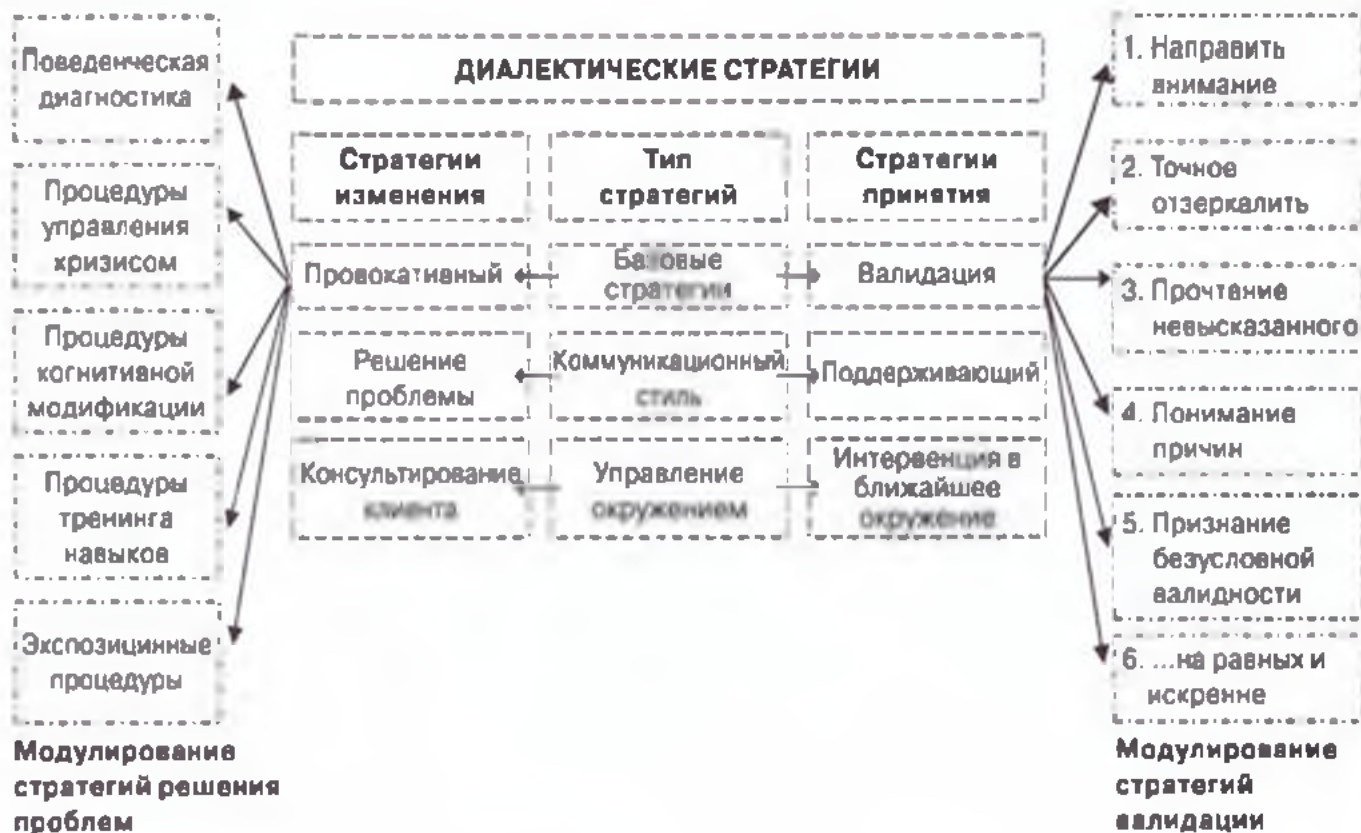 Поведенческая
диагностика
Процедуры
управления
кризисом
Процедуры
когнитивной
модификации
Процедуры
тренинга
навыков
Экспозицинные
процедуры
Модулирование
стратегий решения
проблем
ДИАЛЕКТИЧЕСКИЕ СТРАТЕГИИ
Стратегии
изменения
Тип
стратегий
Стратегии
принятия
Провокативный
Базовые
стратегии
Валидация
Решение
проблемы
Коммуникационный
стиль
Поддерживающий
Консультирование
клиента
Управление
окружением
Интервенция в
ближайшее
окружение
1. Направить
внимание
2. Точное
отзеркалить
3. Прочтение
невысказанного
4. Понимание
причин
5. Признание
безусловной
валидности
6. ...на равных и
искренне
Модулирование
стратегий
валидации